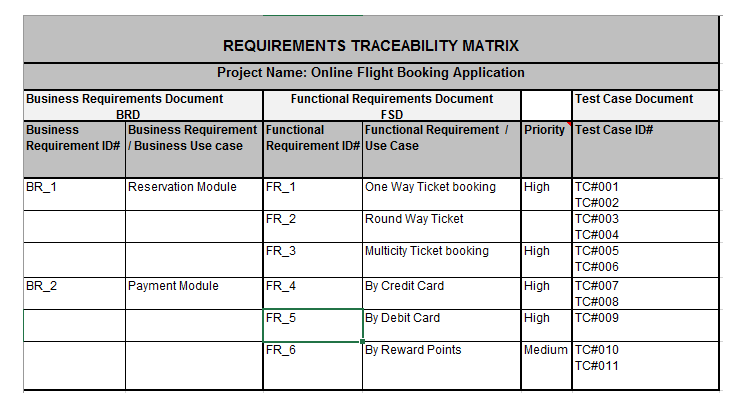 REQUIREMENTS TRACEABILITY MATRIX
Project Name: Online Flight Booking Application
Business Requirements Document BRD
Functional Requirements Document FSD
Test Case Document
Business Requirement ID#
Business Requirement / Business Use case
Functional Requirement ID#
Functional Requirement / Use Case
Priority
Test Case ID#
BR_1 Reservation Module FR_1 One Way Ticket booking High TC#001
TC#002
FR_2 Round Way Ticket TC#003
TC#004
FR_3 Multicity Ticket booking High TC#005
TC#006
BR_2 Payment Module FR_4 By Credit Card High TC#007
TC#008
FR_5 By Debit Card High TC#009
FR_6 By Reward Points Medium TC#010
TC#011